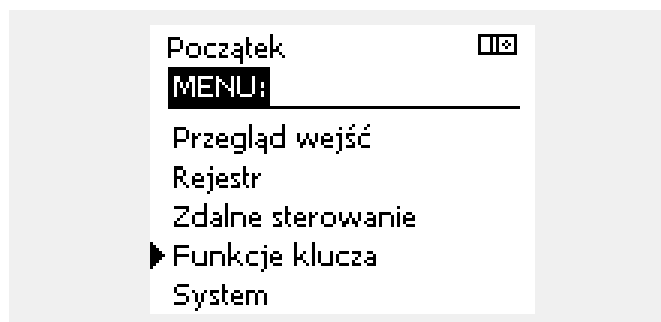 Początek
MENU:
Przegląd wejść
Rejestr
Zdalne sterowanie
Funkcje klucza
System